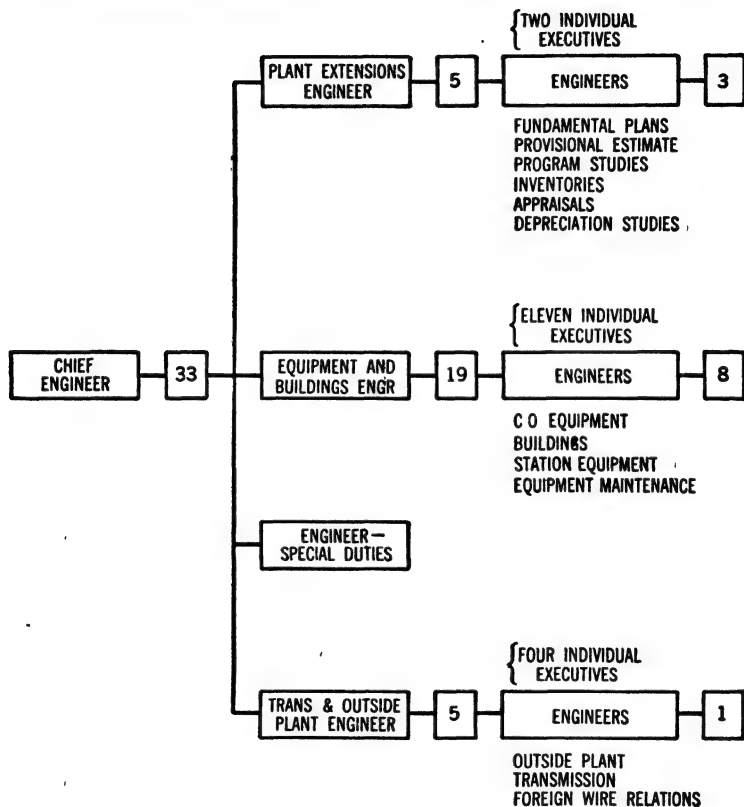 {TWO INDIVIDUAL
EXECUTIVES
PLANT EXTENSIONS
ENGINEER
5
ENGINEERS
3
FUNDAMENTAL PLANS
PROVISIONAL ESTIMATE
PROGRAM STUDIES
INVENTORIES
APPRAISALS
DEPRECIATION STUDIES
{ELEVEN INDIVIDUAL
EXECUTIVES
CHIEF
ENGINEER
33
EQUIPMENT AND
BUILDINGS ENGR
19
ENGINEERS
8
C O EQUIPMENT
BUILDINGS
STATION EQUIPMENT
EQUIPMENT MAINTENANCE
ENGINEER—
SPECIAL DUTIES
{FOUR INDIVIDUAL
EXECUTIVES
TRANS & OUTSIDE
PLANT ENGINEER
5
ENGINEERS
1
OUTSIDE PLANT
TRANSMISSION
FOREIGN WIRE RELATIONS